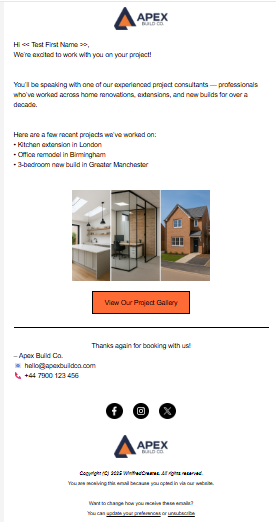 APEX
BUILD CO.
Hi << Test First Name >>,
We're excited to work with you on your project!
You'll be speaking with one of our experienced project consultants — professionals
who've worked across home renovations, extensions, and new builds for over a
decade.
Here are a few recent projects we've worked on:
• Kitchen extension in London
• Office remodel in Birmingham
• 3-bedroom new build in Greater Manchester
View Our Project Gallery
Thanks again for booking with us!
– Apex Build Co.
hello@apexbuildco.com
+44 7900 123 456
APEX
BUILD CO.
Copyright (C) 2025 WinifredCreates. All rights reserved.
You are receiving this email because you opted in via our website.
Want to change how you receive these emails?
You can update your preferences or unsubscribe